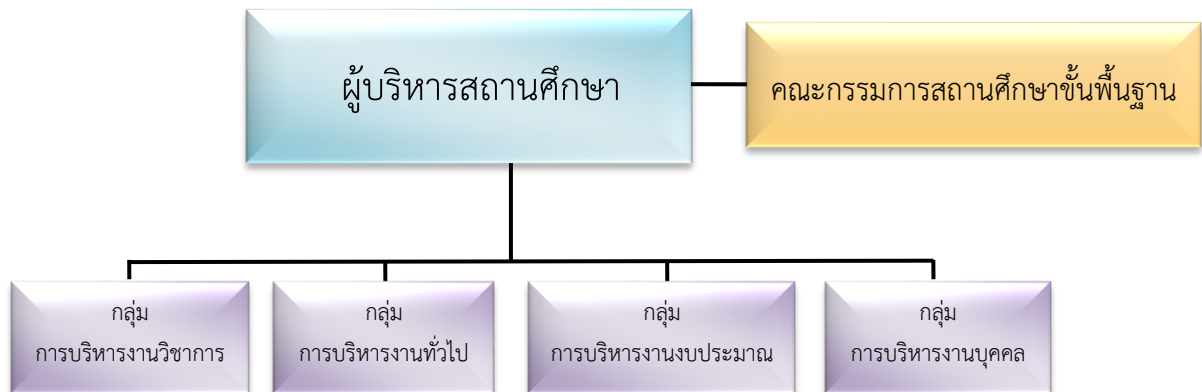 ผู้บริหารสถานศึกษา
คณะกรรมการสถานศึกษาขั้นพื้นฐาน
กลุ่ม
การบริหารงานวิชาการ
กลุ่ม
การบริหารงานทั่วไป
กลุ่ม
การบริหารงานงบประมาณ
กลุ่ม
การบริหารงานบุคคล